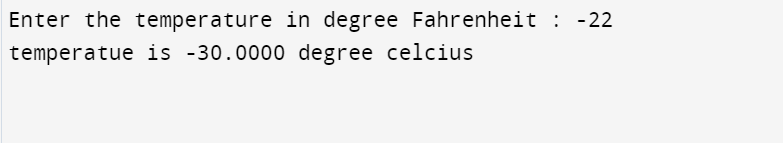 Enter the temperature in degree Fahrenheit : -22
temperatue is -30.0000 degree celcius